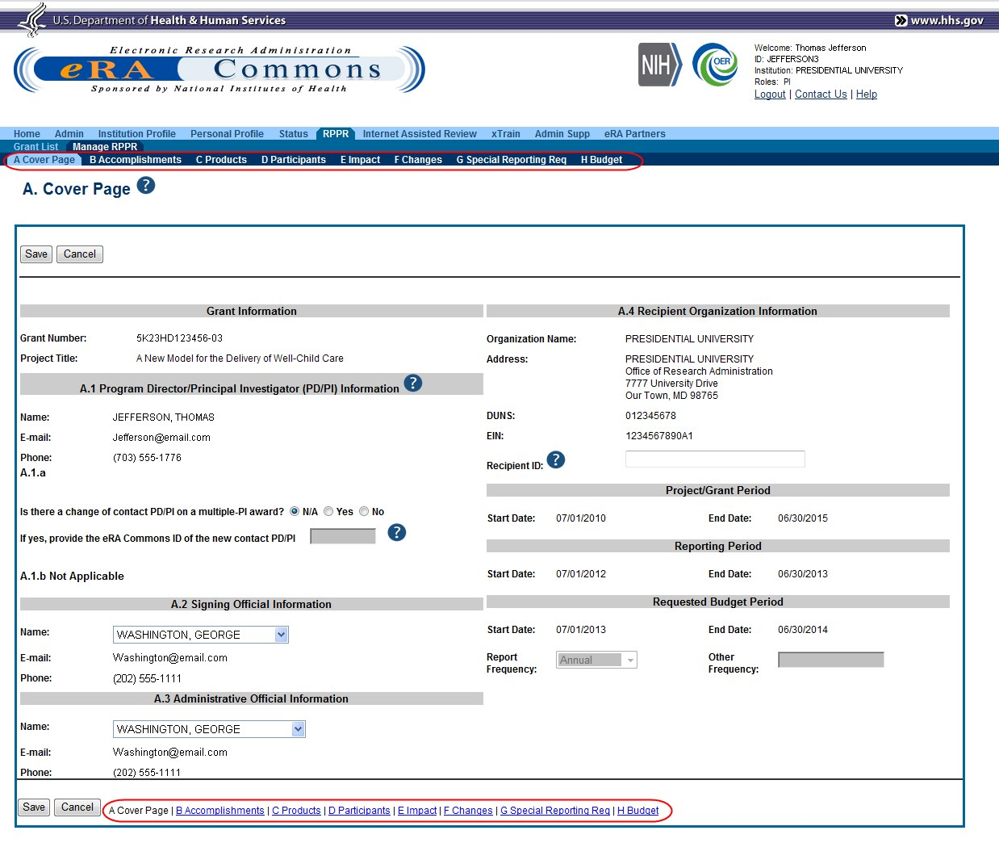 U.S. Department of Health & Human Services
www.hhs.gov
Electronic Research Administration
eRA Commons
Sponsored by National Institutes of Health
NIH
OER
Welcome: Thomas Jefferson
ID: JEFFERSON3
Institution: PRESIDENTIAL UNIVERSITY
Roles: PI
Logout | Contact Us | Help
Home Admin Institution Profile Personal Profile Status RPPR Internet Assisted Review xTrain Admin Supp eRA Partners
Grant List Manage RPPR
A Cover Page B Accomplishments C Products D Participants E Impact F Changes G Special Reporting Req H Budget
A. Cover Page ?
Save Cancel
Grant Information
Grant Number: 5K23HD123456-03
Project Title: A New Model for the Delivery of Well-Child Care
A.1 Program Director/Principal Investigator (PD/PI) Information ?
Name: JEFFERSON, THOMAS
E-mail: Jefferson@email.com
Phone: (703) 555-1776
A.1.a
Is there a change of contact PD/PI on a multiple-PI award? N/A Yes No
If yes, provide the eRA Commons ID of the new contact PD/PI ?
A.1.b Not Applicable
A.2 Signing Official Information
Name: WASHINGTON, GEORGE
E-mail: Washington@email.com
Phone: (202) 555-1111
A.3 Administrative Official Information
Name: WASHINGTON, GEORGE
E-mail: Washington@email.com
Phone: (202) 555-1111
A.4 Recipient Organization Information
Organization Name: PRESIDENTIAL UNIVERSITY
Address: PRESIDENTIAL UNIVERSITY
Office of Research Administration
7777 University Drive
Our Town, MD 98765
DUNS: 012345678
EIN: 1234567890A1
Recipient ID: ?
Project/Grant Period
Start Date: 07/01/2010 End Date: 06/30/2015
Reporting Period
Start Date: 07/01/2012 End Date: 06/30/2013
Requested Budget Period
Start Date: 07/01/2013 End Date: 06/30/2014
Report Annual Other
Frequency: Frequency:
Save Cancel A Cover Page | B Accomplishments | C Products | D Participants | E Impact | F Changes | G Special Reporting Req | H Budget